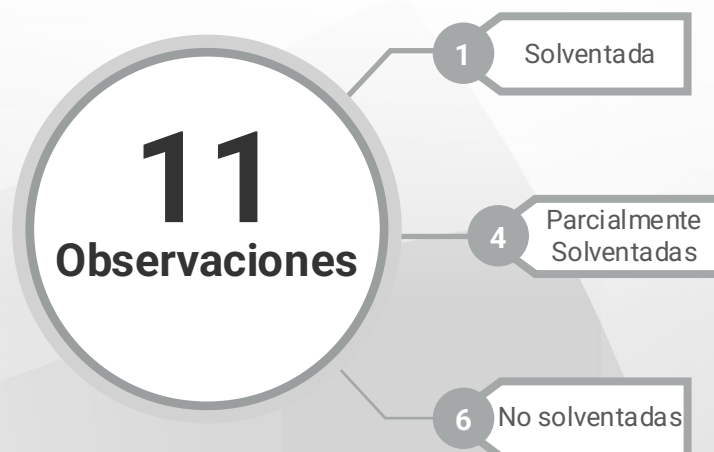 11
Observaciones
1
Solventada
4
Parcialmente
Solventadas
6
No solventadas